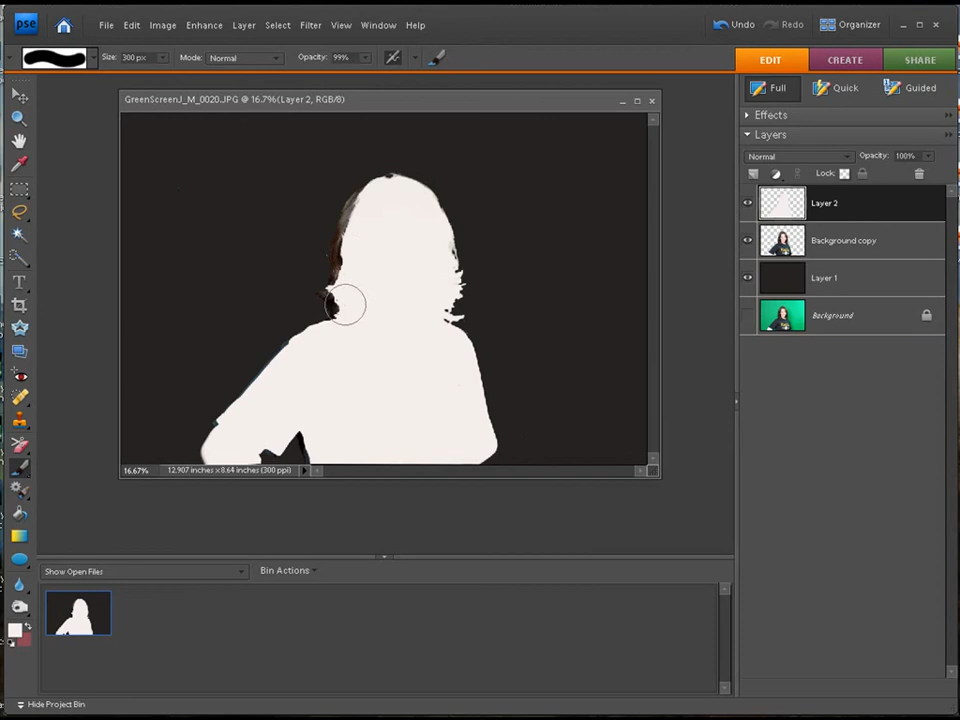 pse File Edit Image Enhance Layer Select Filter View Window Help Undo Redo Organizer
Size: 300 px Mode: Normal Opacity: 99% EDIT CREATE SHARE
Full Quick Guided
GreenScreenJ_M_0020.JPG @ 16.7%(Layer 2, RGB/8)
Effects
Layers
Normal Opacity: 100%
Lock:
Layer 2
Background copy
Layer 1
Background
16.67% 12.907 inches x 8.64 inches (300 ppi)
Show Open Files Bin Actions
Hide Project Bin